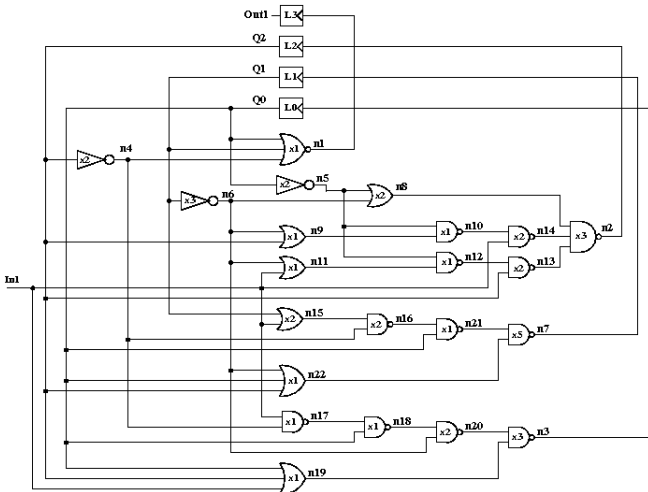 Out1 L3
Q2 L2
Q1 L1
Q0 L0
x2 n4 x1 n1
x2 n5
x3 n6 x2 n8
x1 n9 x1 n10 x2 n14 x3 n2
x1 n11 x1 n12 x2 n13
In1
x2 n15 x2 n16 x1 n21 x5 n7
x1 n22
x1 n17 x1 n18 x2 n20 x3 n3
x1 n19